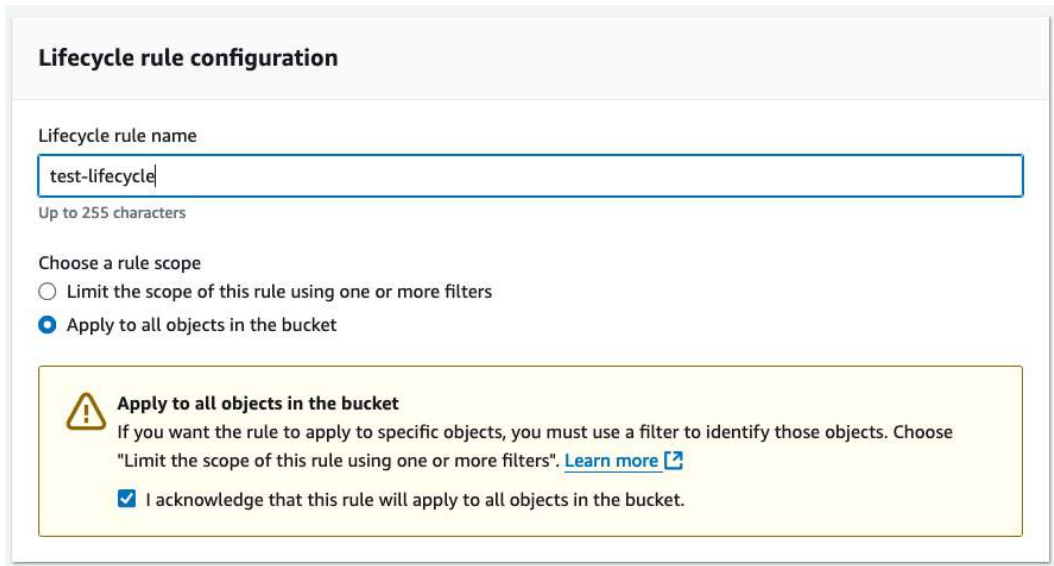 Lifecycle rule configuration
Lifecycle rule name
test-lifecycle
Up to 255 characters
Choose a rule scope
Limit the scope of this rule using one or more filters
Apply to all objects in the bucket
Apply to all objects in the bucket
If you want the rule to apply to specific objects, you must use a filter to identify those objects. Choose
"Limit the scope of this rule using one or more filters". Learn more
I acknowledge that this rule will apply to all objects in the bucket.